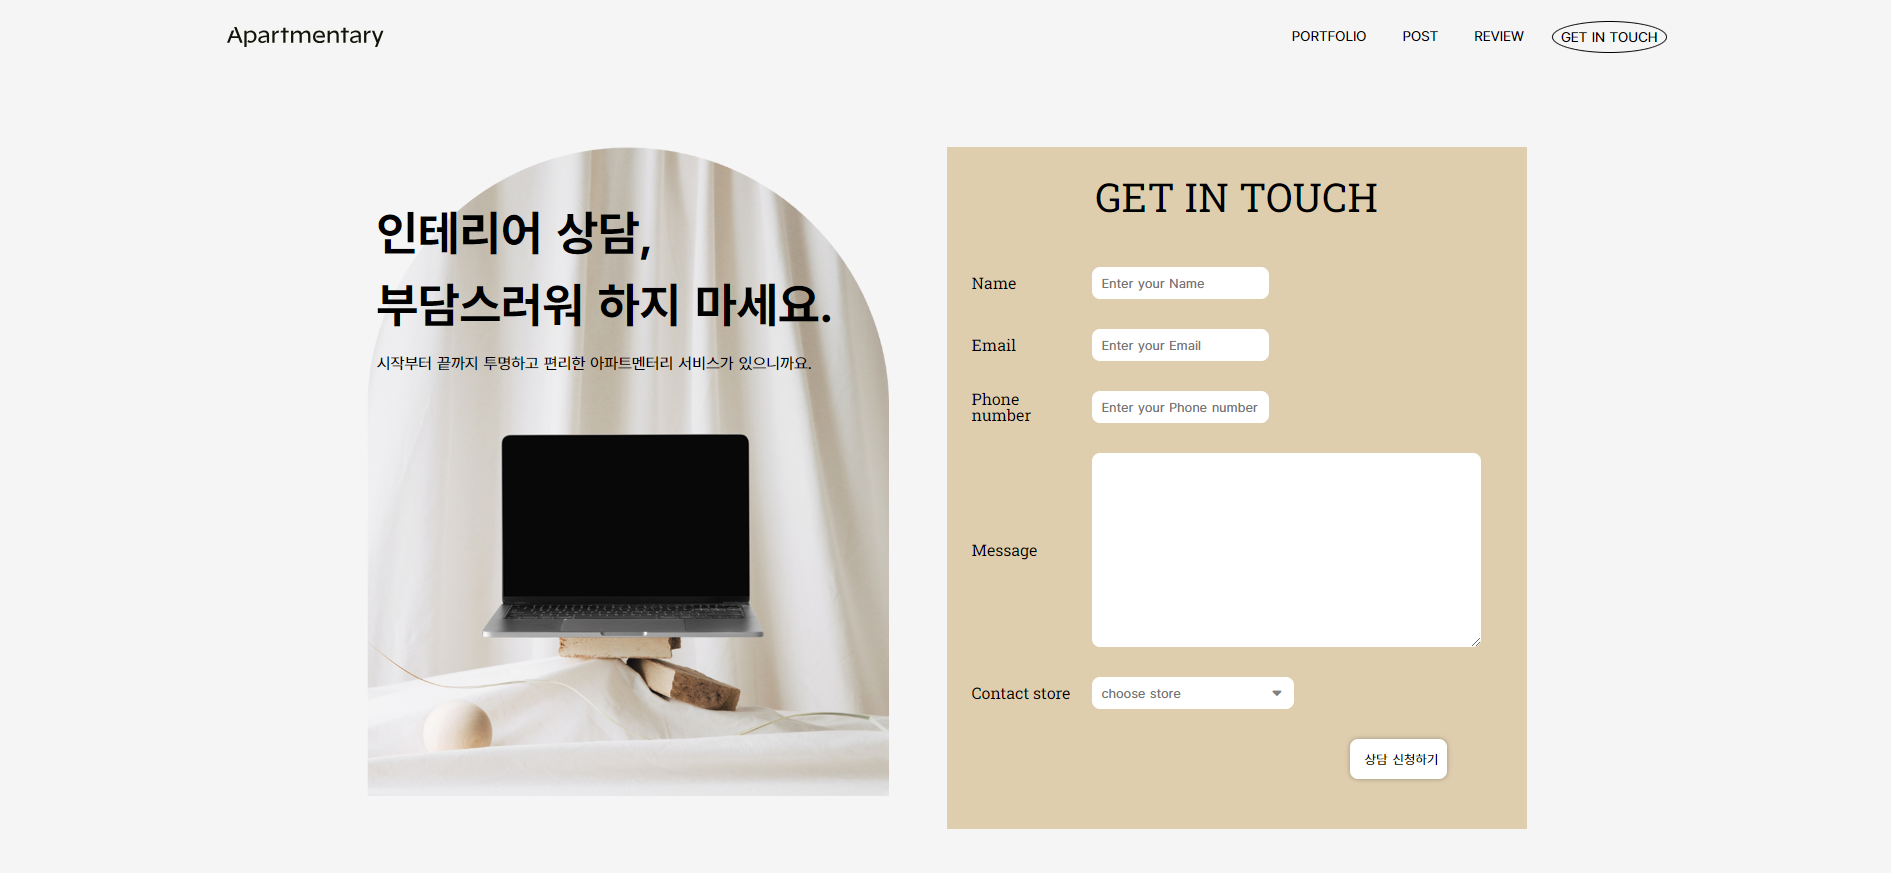 Apartmentary
PORTFOLIO
POST
REVIEW
GET IN TOUCH
인테리어 상담,
부담스러워 하지 마세요.
시작부터 끝까지 투명하고 편리한 아파트멘터리 서비스가 있으니까요.
GET IN TOUCH
Name
Enter your Name
Email
Enter your Email
Phone
number
Enter your Phone number
Message
Contact store
choose store
상담 신청하기